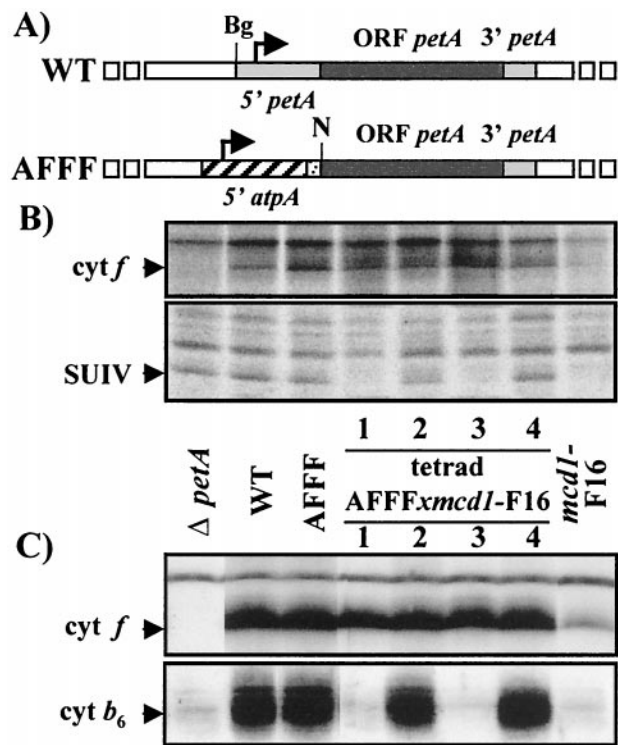 A)
Bg
ORF petA 3' petA
WT
5' petA
N
ORF petA 3' petA
AFFF
5' atpA
B)
cyt f
SUIV
1 2 3 4
tetrad
AFFFxmcd1-F16
Δ petA
WT
AFFF
1 2 3 4
mcd1-
F16
C)
cyt f
cyt b6